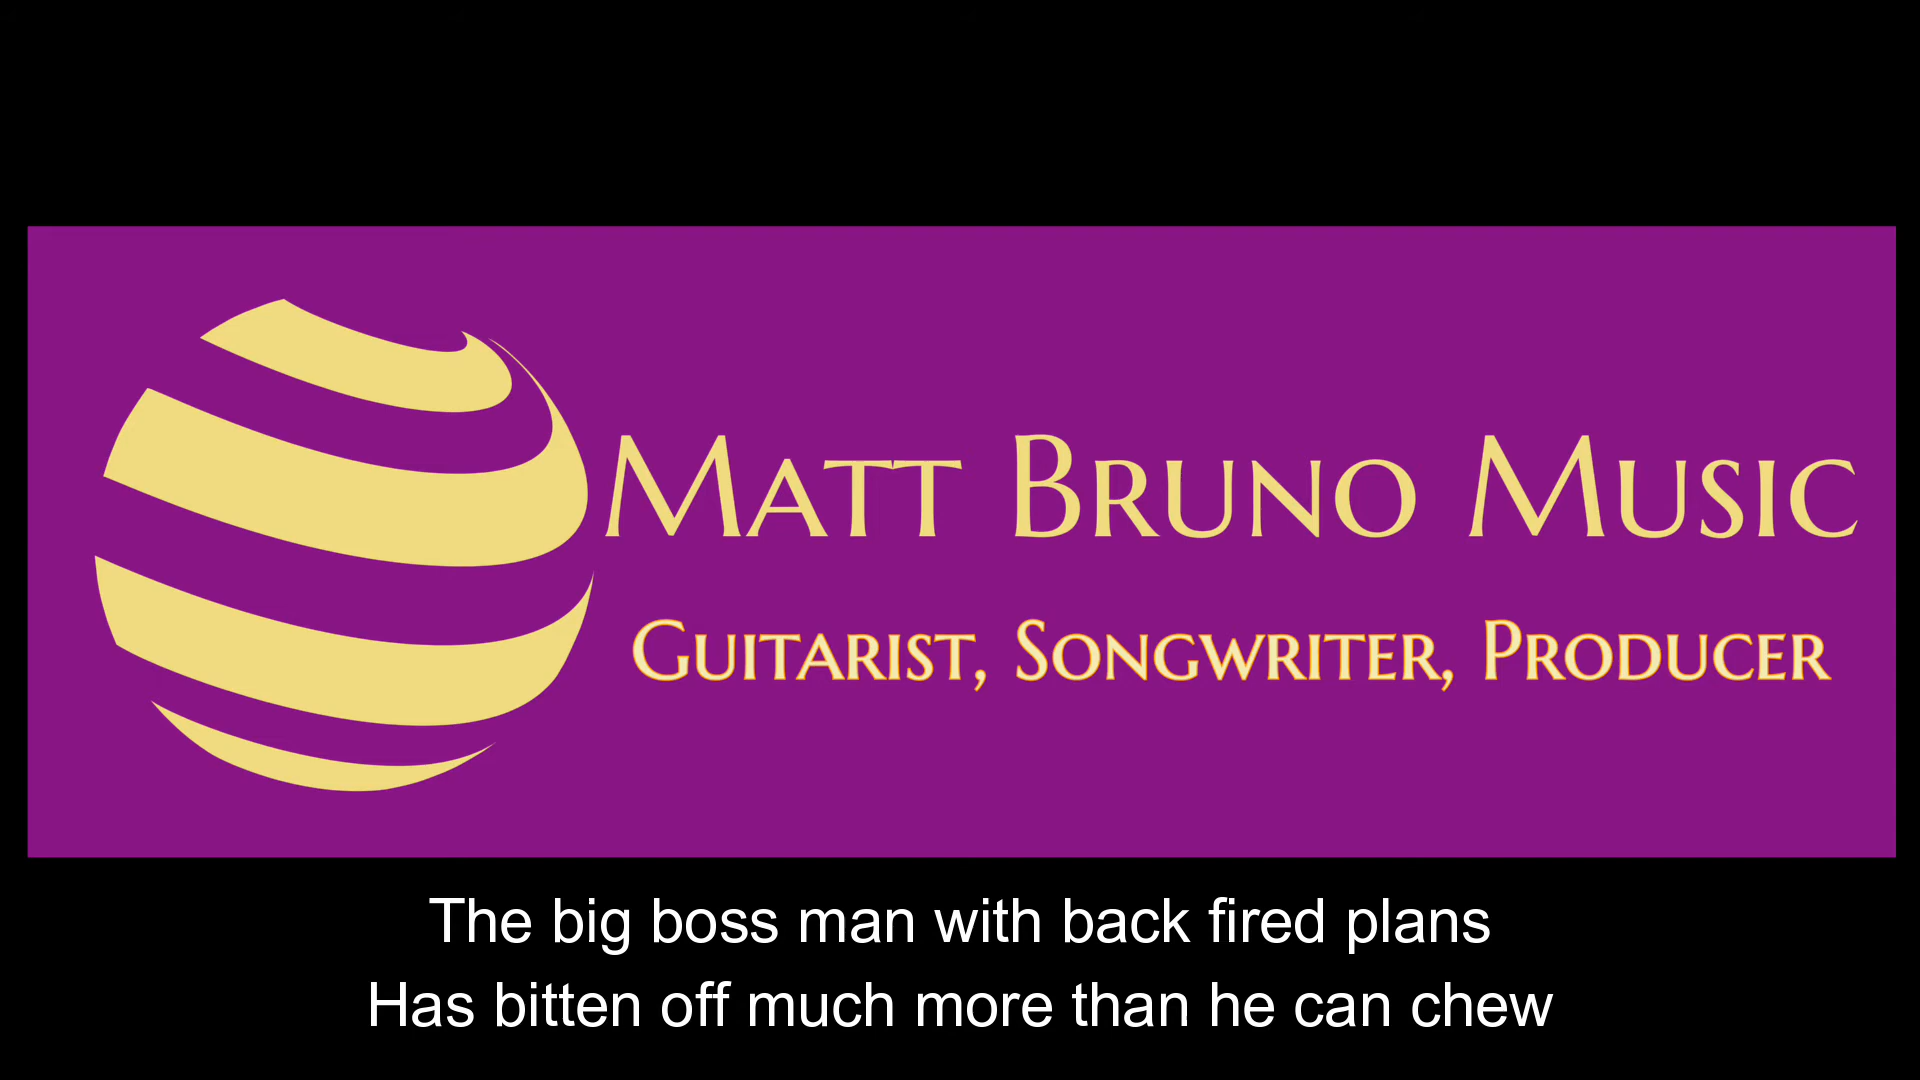 Matt Bruno Music
Guitarist, Songwriter, Producer
The big boss man with back fired plans
Has bitten off much more than he can chew